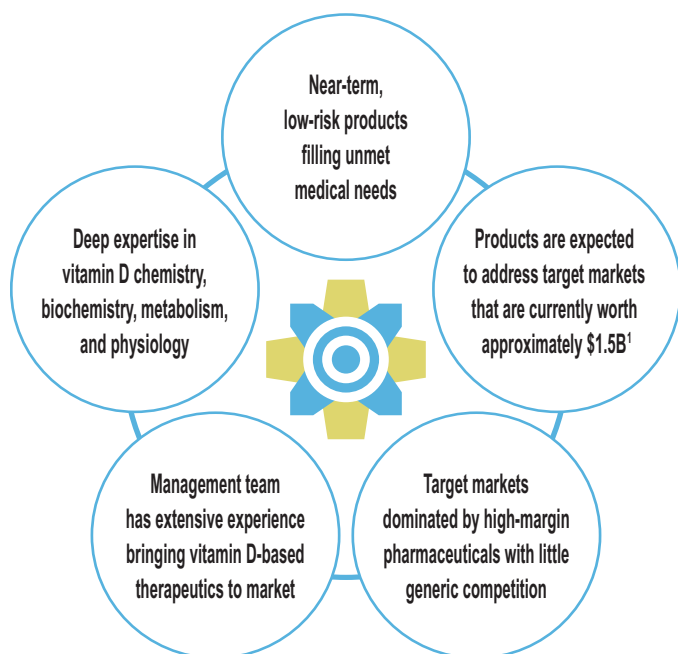 Near-term,
low-risk products
filling unmet
medical needs
Deep expertise in
vitamin D chemistry,
biochemistry, metabolism,
and physiology
Products are expected
to address target markets
that are currently worth
approximately $1.5B¹
Management team
has extensive experience
bringing vitamin D-based
therapeutics to market
Target markets
dominated by high-margin
pharmaceuticals with little
generic competition